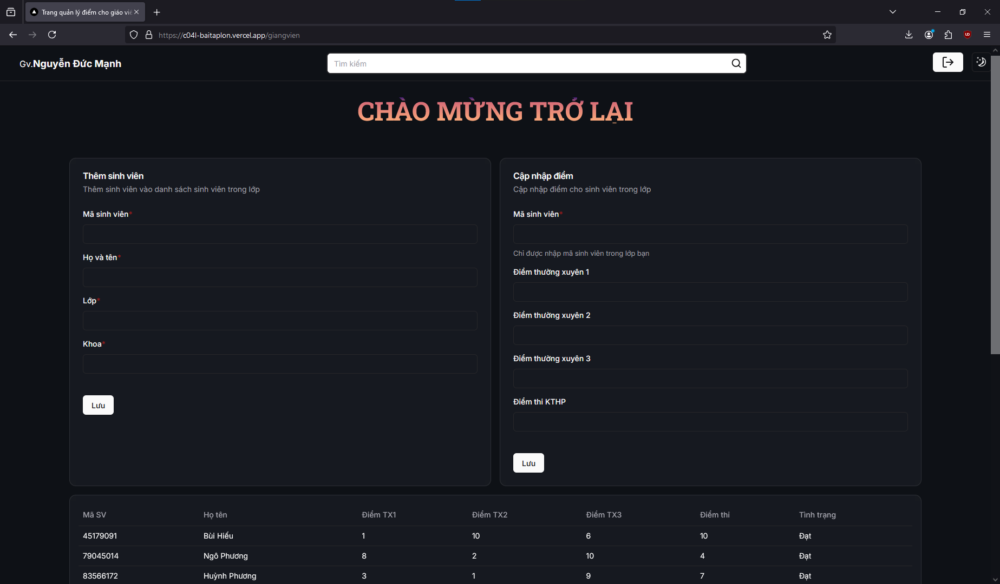 Trang quản lý điểm cho giáo viê
https://c04l-baitaplon.vercel.app/giangvien
Gv.Nguyễn Đức Mạnh
Tìm kiếm
CHÀO MỪNG TRỞ LẠI
Thêm sinh viên
Thêm sinh viên vào danh sách sinh viên trong lớp
Mã sinh viên*
Họ và tên*
Lớp*
Khoa*
Lưu
Cập nhập điểm
Cập nhập điểm cho sinh viên trong lớp
Mã sinh viên*
Chỉ được nhập mã sinh viên trong lớp bạn
Điểm thường xuyên 1
Điểm thường xuyên 2
Điểm thường xuyên 3
Điểm thi KTHP
Lưu
Mã SV Họ tên Điểm TX1 Điểm TX2 Điểm TX3 Điểm thi Tình trạng
45179091 Bùi Hiếu 1 10 6 10 Đạt
79045014 Ngô Phương 8 2 10 4 Đạt
83566172 Huỳnh Phương 3 1 9 7 Đạt